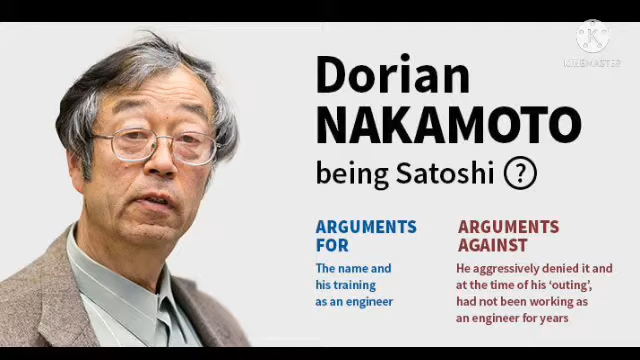 KINEMASTER
Dorian
NAKAMOTO
being Satoshi ?
ARGUMENTS
FOR
The name and
his training
as an engineer
ARGUMENTS
AGAINST
He aggressively denied it and
at the time of his ‘outing’,
had not been working as
an engineer for years